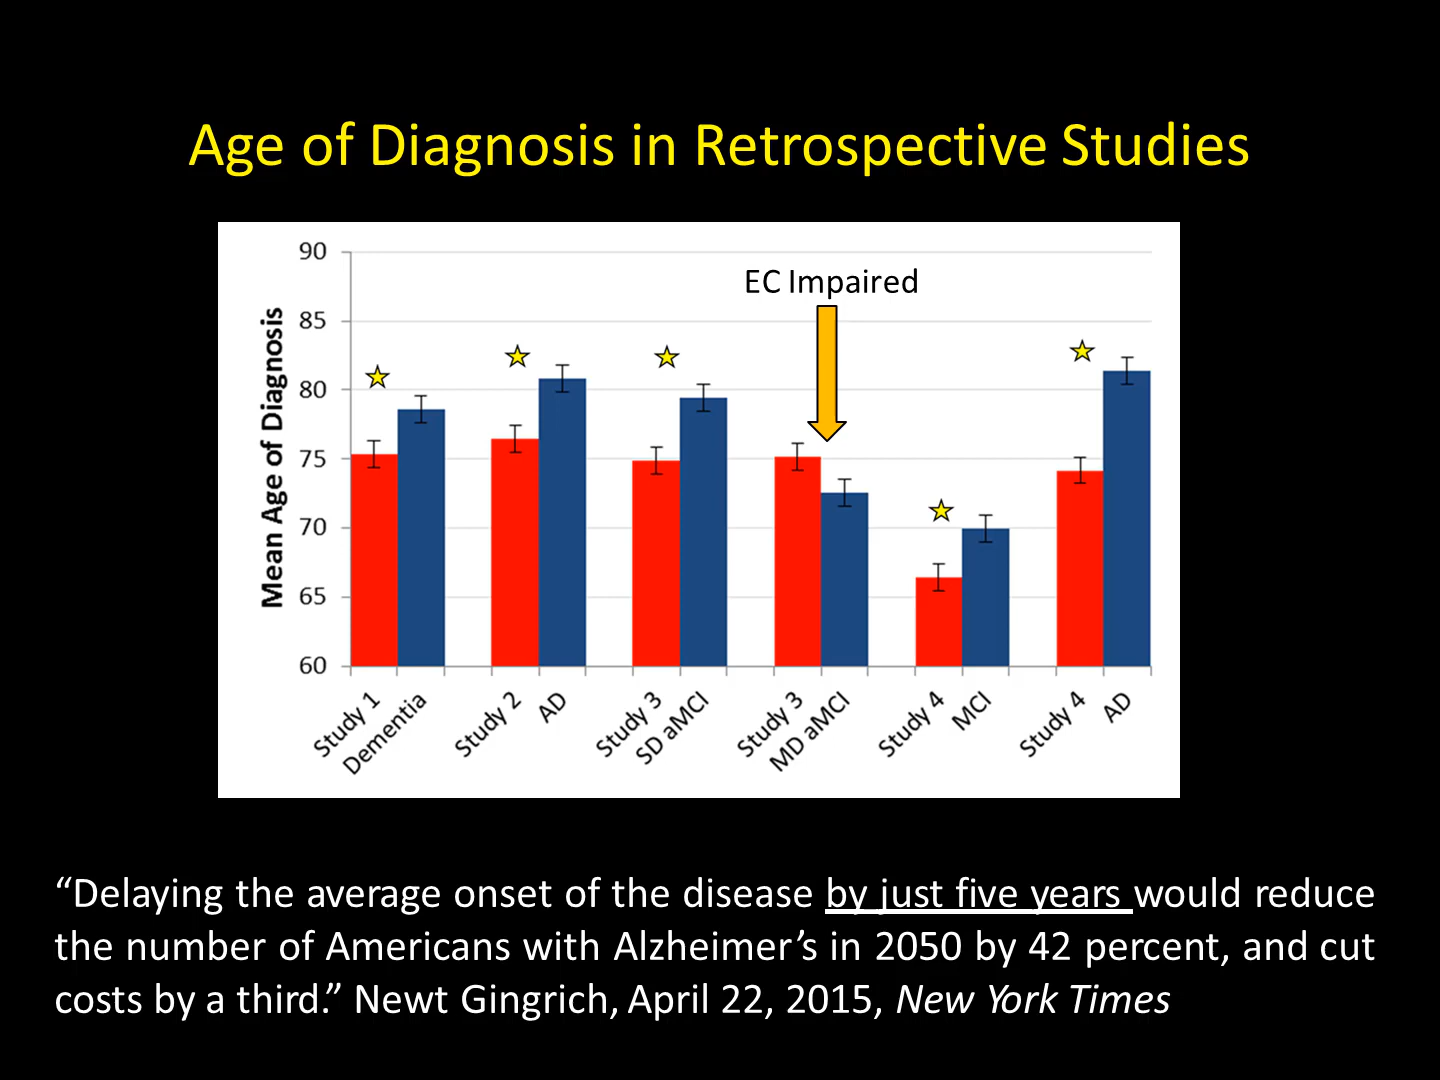 Age of Diagnosis in Retrospective Studies
EC Impaired
Mean Age of Diagnosis
90
85
80
75
70
65
60
Study 1
Dementia
Study 2
AD
Study 3
SD aMCI
Study 3
MD aMCI
Study 4
MCI
Study 4
AD
“Delaying the average onset of the disease by just five years would reduce
the number of Americans with Alzheimer’s in 2050 by 42 percent, and cut
costs by a third.” Newt Gingrich, April 22, 2015, New York Times